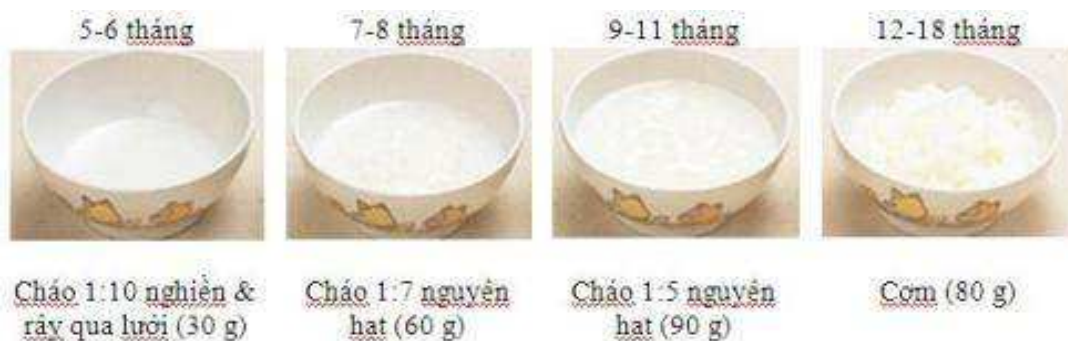 5-6 tháng
7-8 tháng
9-11 tháng
12-18 tháng
Cháo 1:10 nghiền &
rây qua lưới (30 g)
Cháo 1:7 nguyên
hạt (60 g)
Cháo 1:5 nguyên
hạt (90 g)
Cơm (80 g)